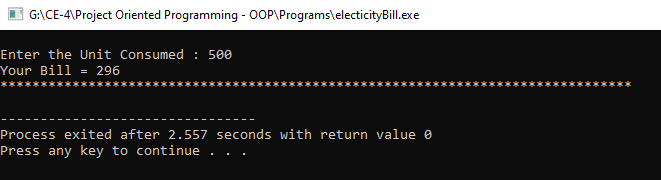 G:\CE-4\Project Oriented Programming - OOP\Programs\electicityBill.exe
Enter the Unit Consumed : 500
Your Bill = 296
*******************************************************************************
--------------------------------
Process exited after 2.557 seconds with return value 0
Press any key to continue . . .